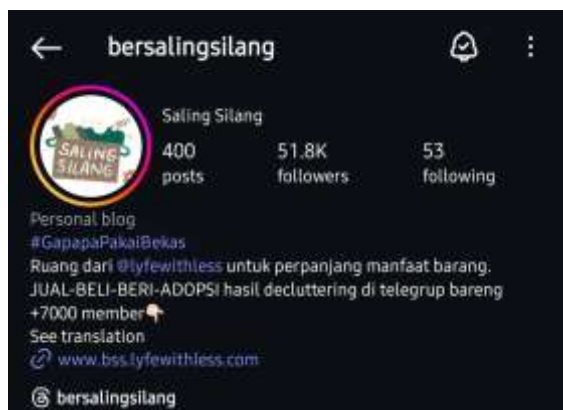 bersalingsilang
SALING
SILANG
Saling Silang
400 51.8K 53
posts followers following
Personal blog
#GapapaPakaiBekas
Ruang dari @lyfewithless untuk perpanjang manfaat barang.
JUAL-BELI-BERI-ADOPSI hasil decluttering di telegrup bareng
+7000 member👇🏻
See translation
www.bss.lyfewithless.com
bersalingsilang